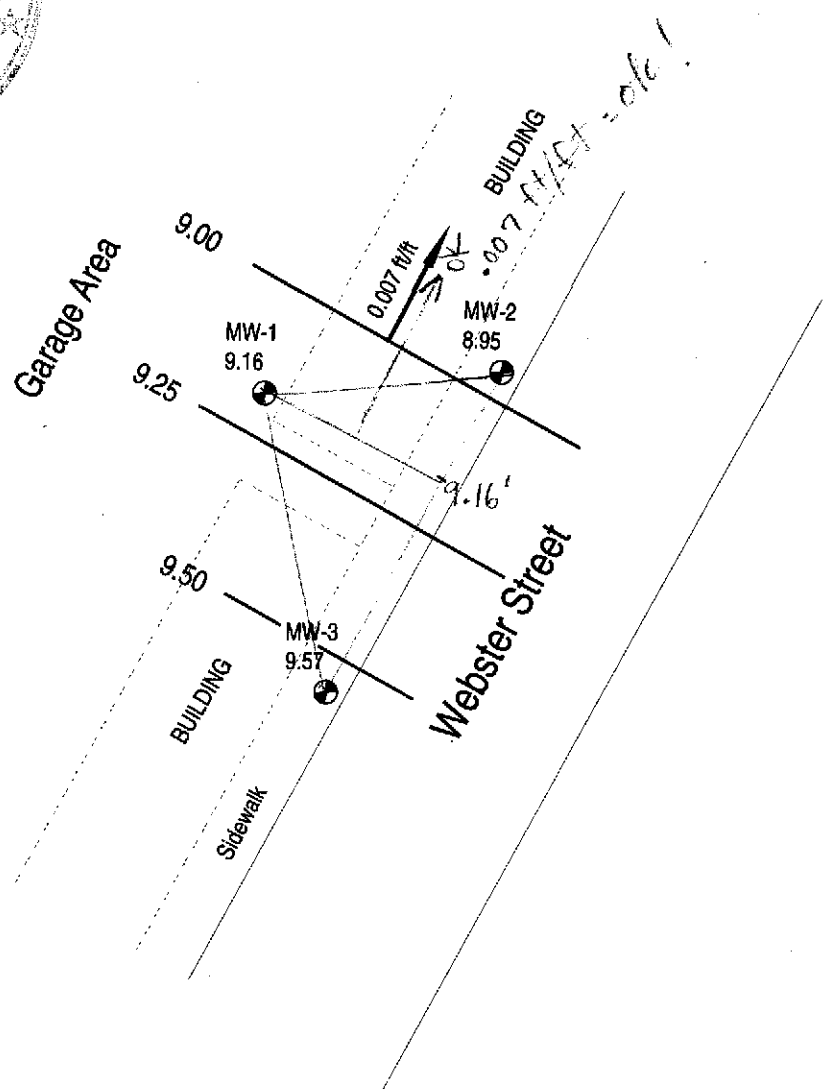 BUILDING
.007 ft/ft - ok!
9.00
0.007 ft/ft
OK
Garage Area
MW-1
9.16
MW-2
8.95
9.25
9.16'
9.50
MW-3
9.57
Webster Street
BUILDING
Sidewalk